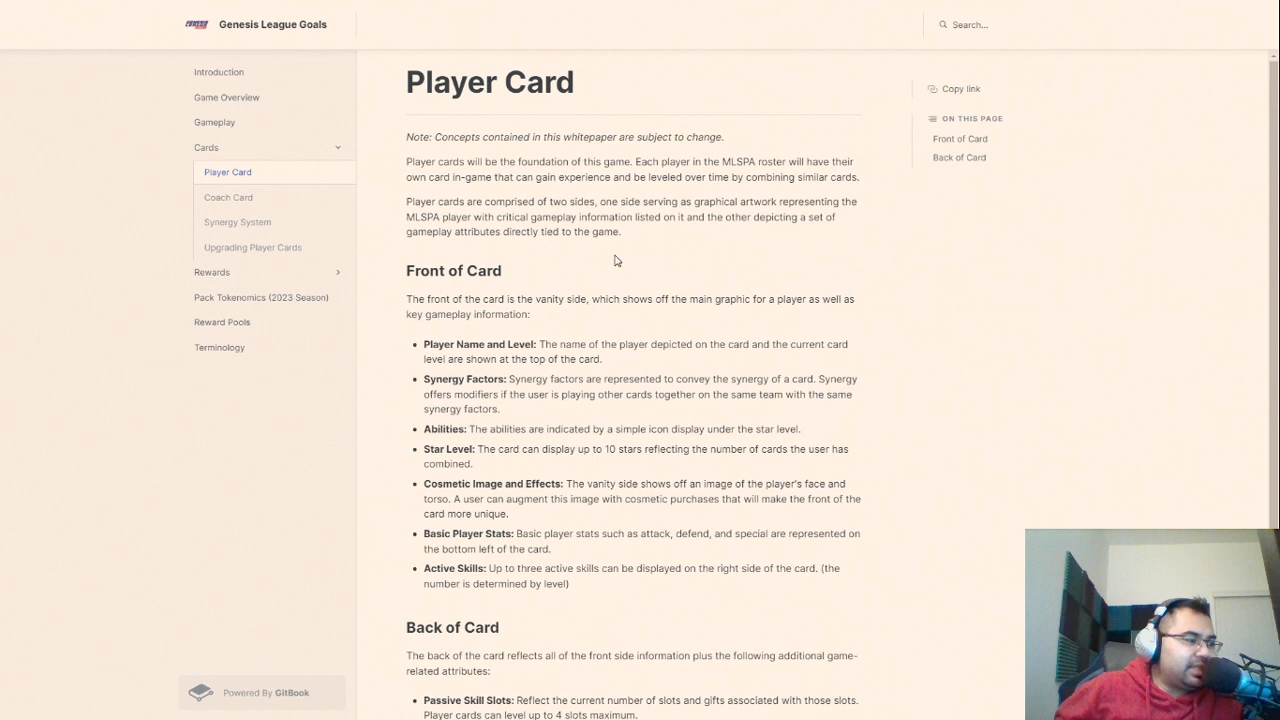 Genesis League Goals
Search...
Introduction
Game Overview
Gameplay
Cards
Player Card
Coach Card
Synergy System
Upgrading Player Cards
Rewards
Pack Tokenomics (2023 Season)
Reward Pools
Terminology
Powered By GitBook
Player Card
Note: Concepts contained in this whitepaper are subject to change.
Player cards will be the foundation of this game. Each player in the MLSPA roster will have their
own card in-game that can gain experience and be leveled over time by combining similar cards.
Player cards are comprised of two sides, one side serving as graphical artwork representing the
MLSPA player with critical gameplay information listed on it and the other depicting a set of
gameplay attributes directly tied to the game.
Front of Card
The front of the card is the vanity side, which shows off the main graphic for a player as well as
key gameplay information:
• Player Name and Level: The name of the player depicted on the card and the current card
level are shown at the top of the card.
• Synergy Factors: Synergy factors are represented to convey the synergy of a card. Synergy
offers modifiers if the user is playing other cards together on the same team with the same
synergy factors.
• Abilities: The abilities are indicated by a simple icon display under the star level.
• Star Level: The card can display up to 10 stars reflecting the number of cards the user has
combined.
• Cosmetic Image and Effects: The vanity side shows off an image of the player's face and
torso. A user can augment this image with cosmetic purchases that will make the front of the
card more unique.
• Basic Player Stats: Basic player stats such as attack, defend, and special are represented on
the bottom left of the card.
• Active Skills: Up to three active skills can be displayed on the right side of the card. (the
number is determined by level)
Back of Card
The back of the card reflects all of the front side information plus the following additional game-
related attributes:
• Passive Skill Slots: Reflect the current number of slots and gifts associated with those slots.
Player cards can level up to 4 slots maximum.
Copy link
ON THIS PAGE
Front of Card
Back of Card